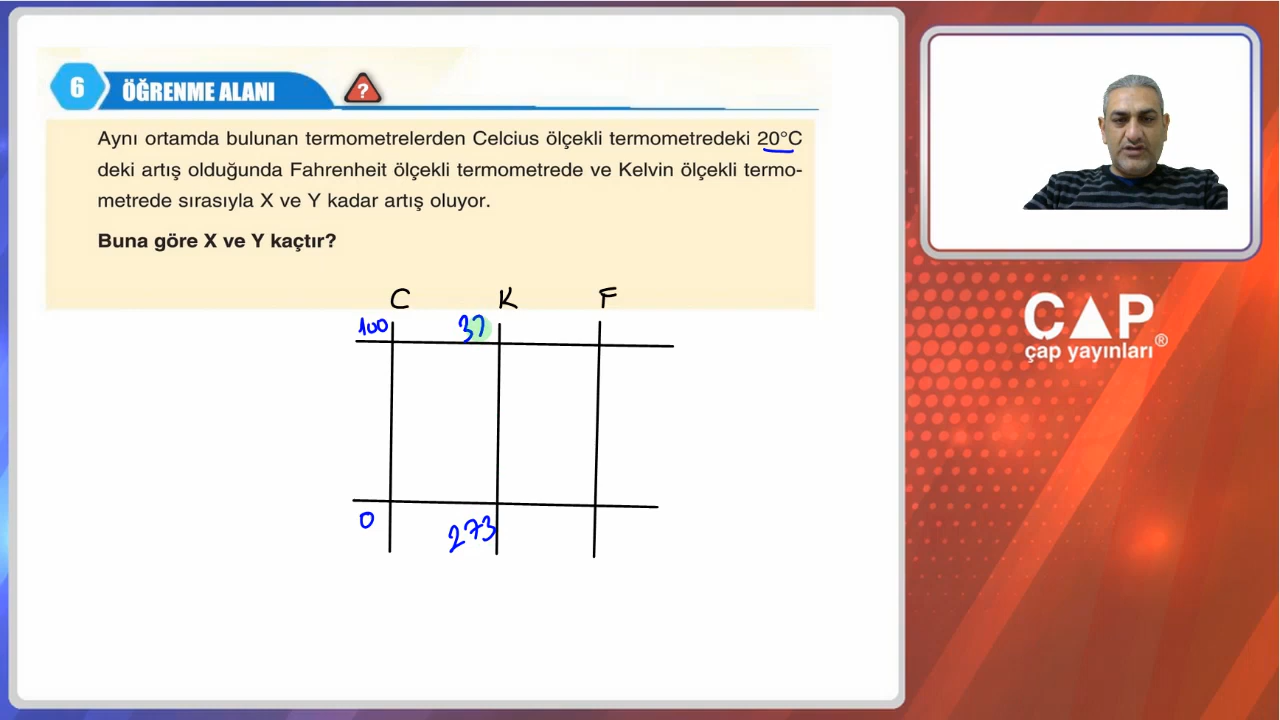 6 ÖĞRENME ALANI ?
Aynı ortamda bulunan termometrelerden Celcius ölçekli termometredeki 20°C
deki artış olduğunda Fahrenheit ölçekli termometrede ve Kelvin ölçekli termo-
metrede sırasıyla X ve Y kadar artış oluyor.
Buna göre X ve Y kaçtır?
C K F
100 37
0 273
ÇAP®
çap yayınları